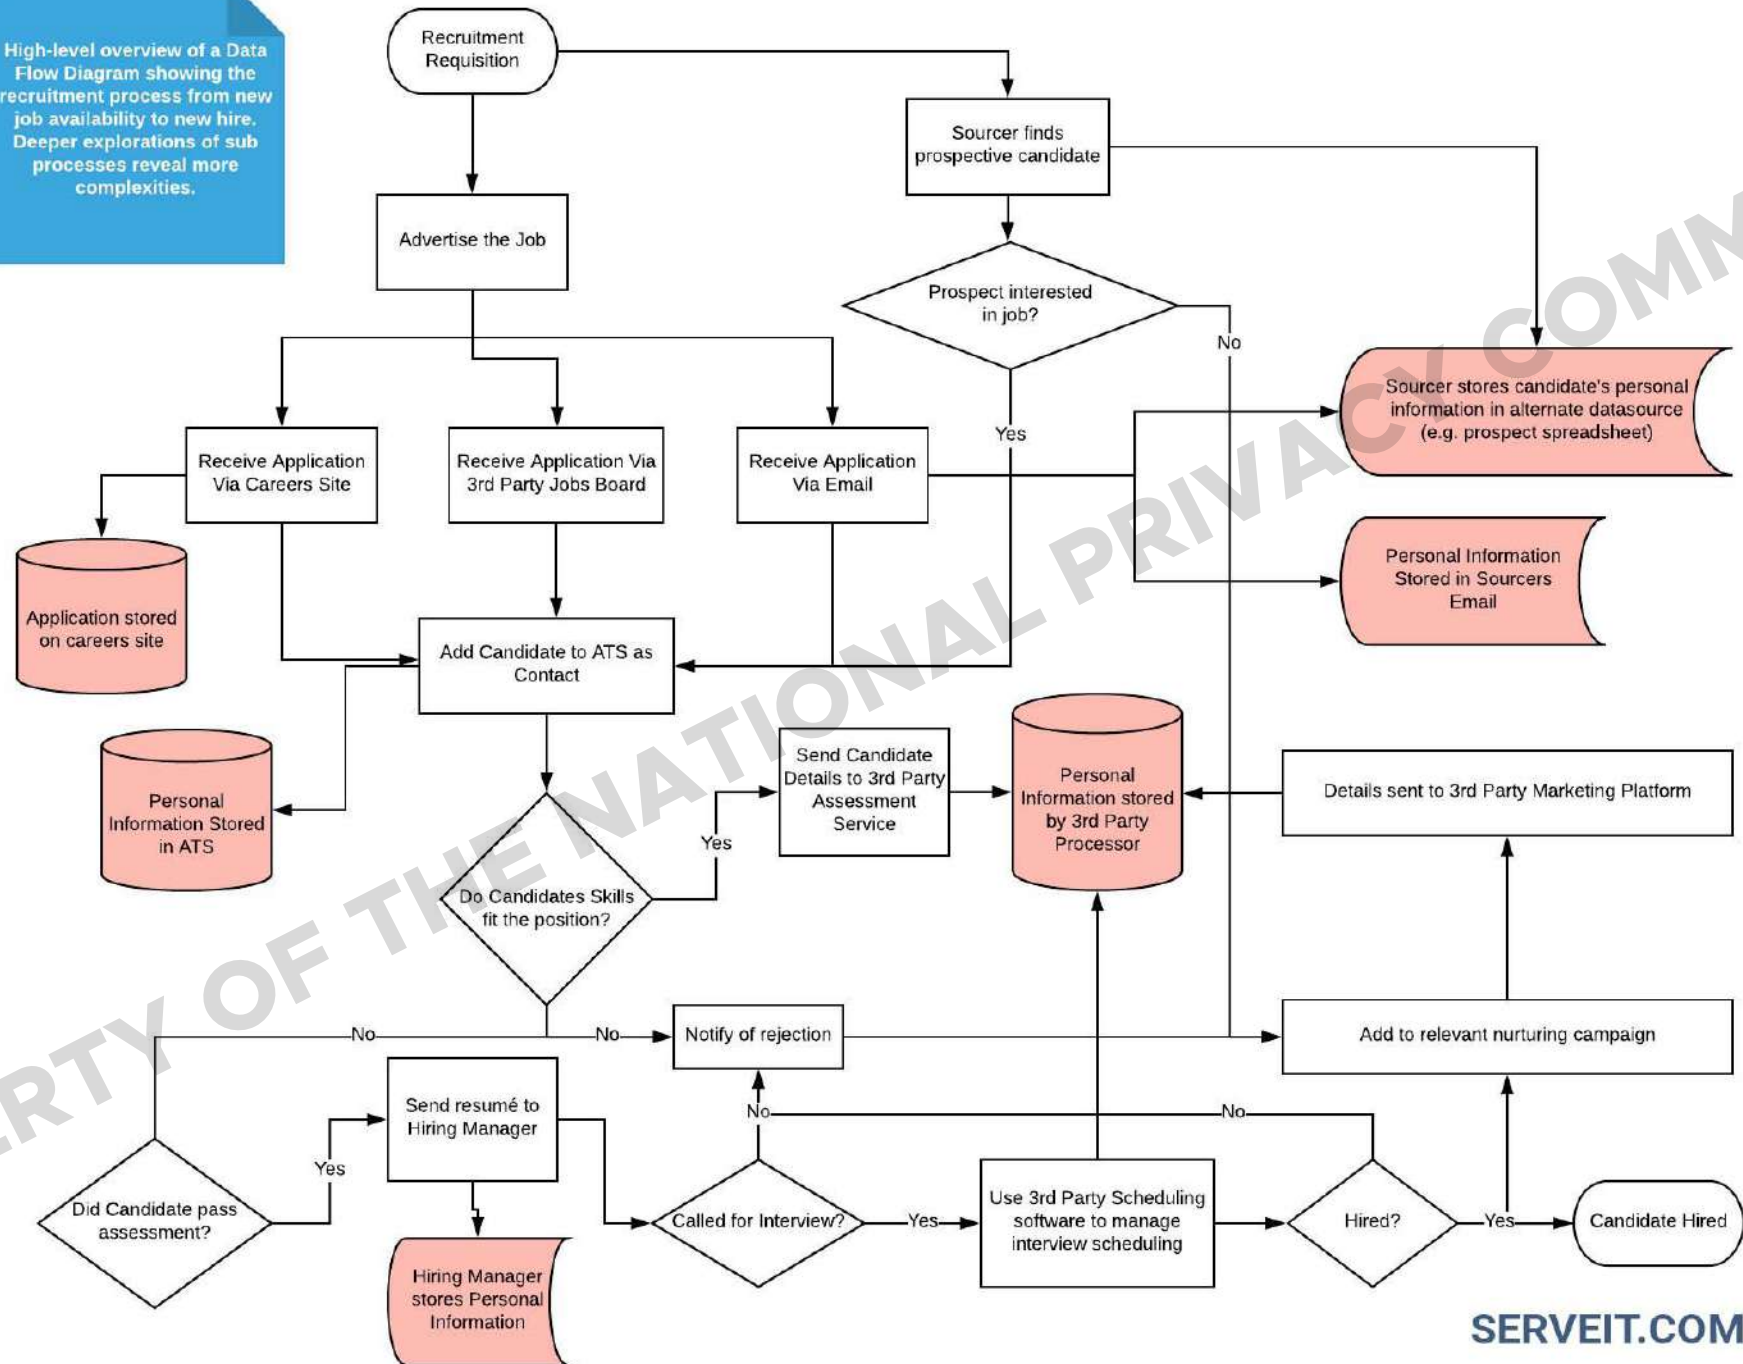 High-level overview of a Data
Flow Diagram showing the
recruitment process from new
job availability to new hire.
Deeper explorations of sub
processes reveal more
complexities.
Recruitment
Requisition
Sourcer finds
prospective candidate
Advertise the Job
Prospect interested
in job?
No
Yes
Sourcer stores candidate's personal
information in alternate datasource
(e.g. prospect spreadsheet)
Receive Application
Via Careers Site
Receive Application Via
3rd Party Jobs Board
Receive Application
Via Email
Personal Information
Stored in Sourcers
Email
Application stored
on careers site
Add Candidate to ATS as
Contact
Personal
Information Stored
in ATS
Send Candidate
Details to 3rd Party
Assessment
Service
Personal
Information stored
by 3rd Party
Processor
Details sent to 3rd Party Marketing Platform
Yes
Do Candidates Skills
fit the position?
No
No
Notify of rejection
Add to relevant nurturing campaign
Send resumé to
Hiring Manager
No
No
Yes
Did Candidate pass
assessment?
Called for Interview?
Yes
Use 3rd Party Scheduling
software to manage
interview scheduling
Hired?
Yes
Candidate Hired
Hiring Manager
stores Personal
Information
SERVEIT.COM
ERTY OF THE NATIONAL PRIVACY COMM